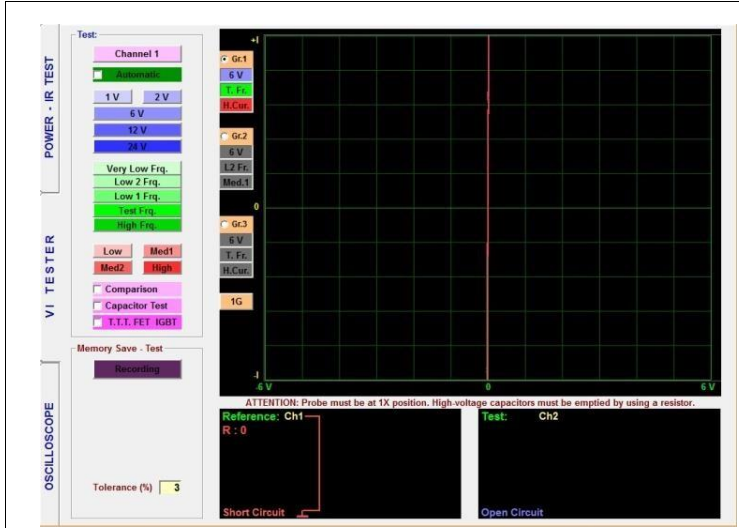 POWER - IR TEST
VI TESTER
OSCILLOSCOPE
Test:
Channel 1
Automatic
1 V
2 V
6 V
12 V
24 V
Very Low Frq.
Low 2 Frq.
Low 1 Frq.
Test Frq.
High Frq.
Low
Med1
Med2
High
Comparison
Capacitor Test
T.T.T. FET IGBT
Memory Save - Test
Recording
Tolerance (%) 3
Gr.1
6 V
T. Fr.
H.Cur.
Gr.2
6 V
L2 Fr.
Med.1
Gr.3
6 V
T. Fr.
H.Cur.
1G
+I
0
-I
-6 V
0
6 V
ATTENTION: Probe must be at 1X position. High-voltage capacitors must be emptied by using a resistor.
Reference: Ch1
R : 0
Short Circuit
Test: Ch2
Open Circuit